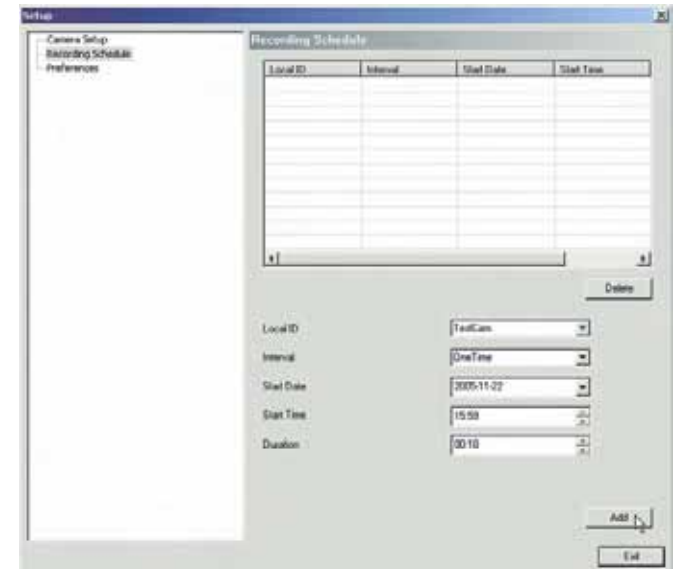 Setup
Camera Setup
Recording Schedule
Preferences
Recording Schedule
Local ID Interval Start Date Start Time
Delete
Local ID TestCam
Interval OneTime
Start Date 2005-11-22
Start Time 15:59
Duration 00:10
Add
Exit